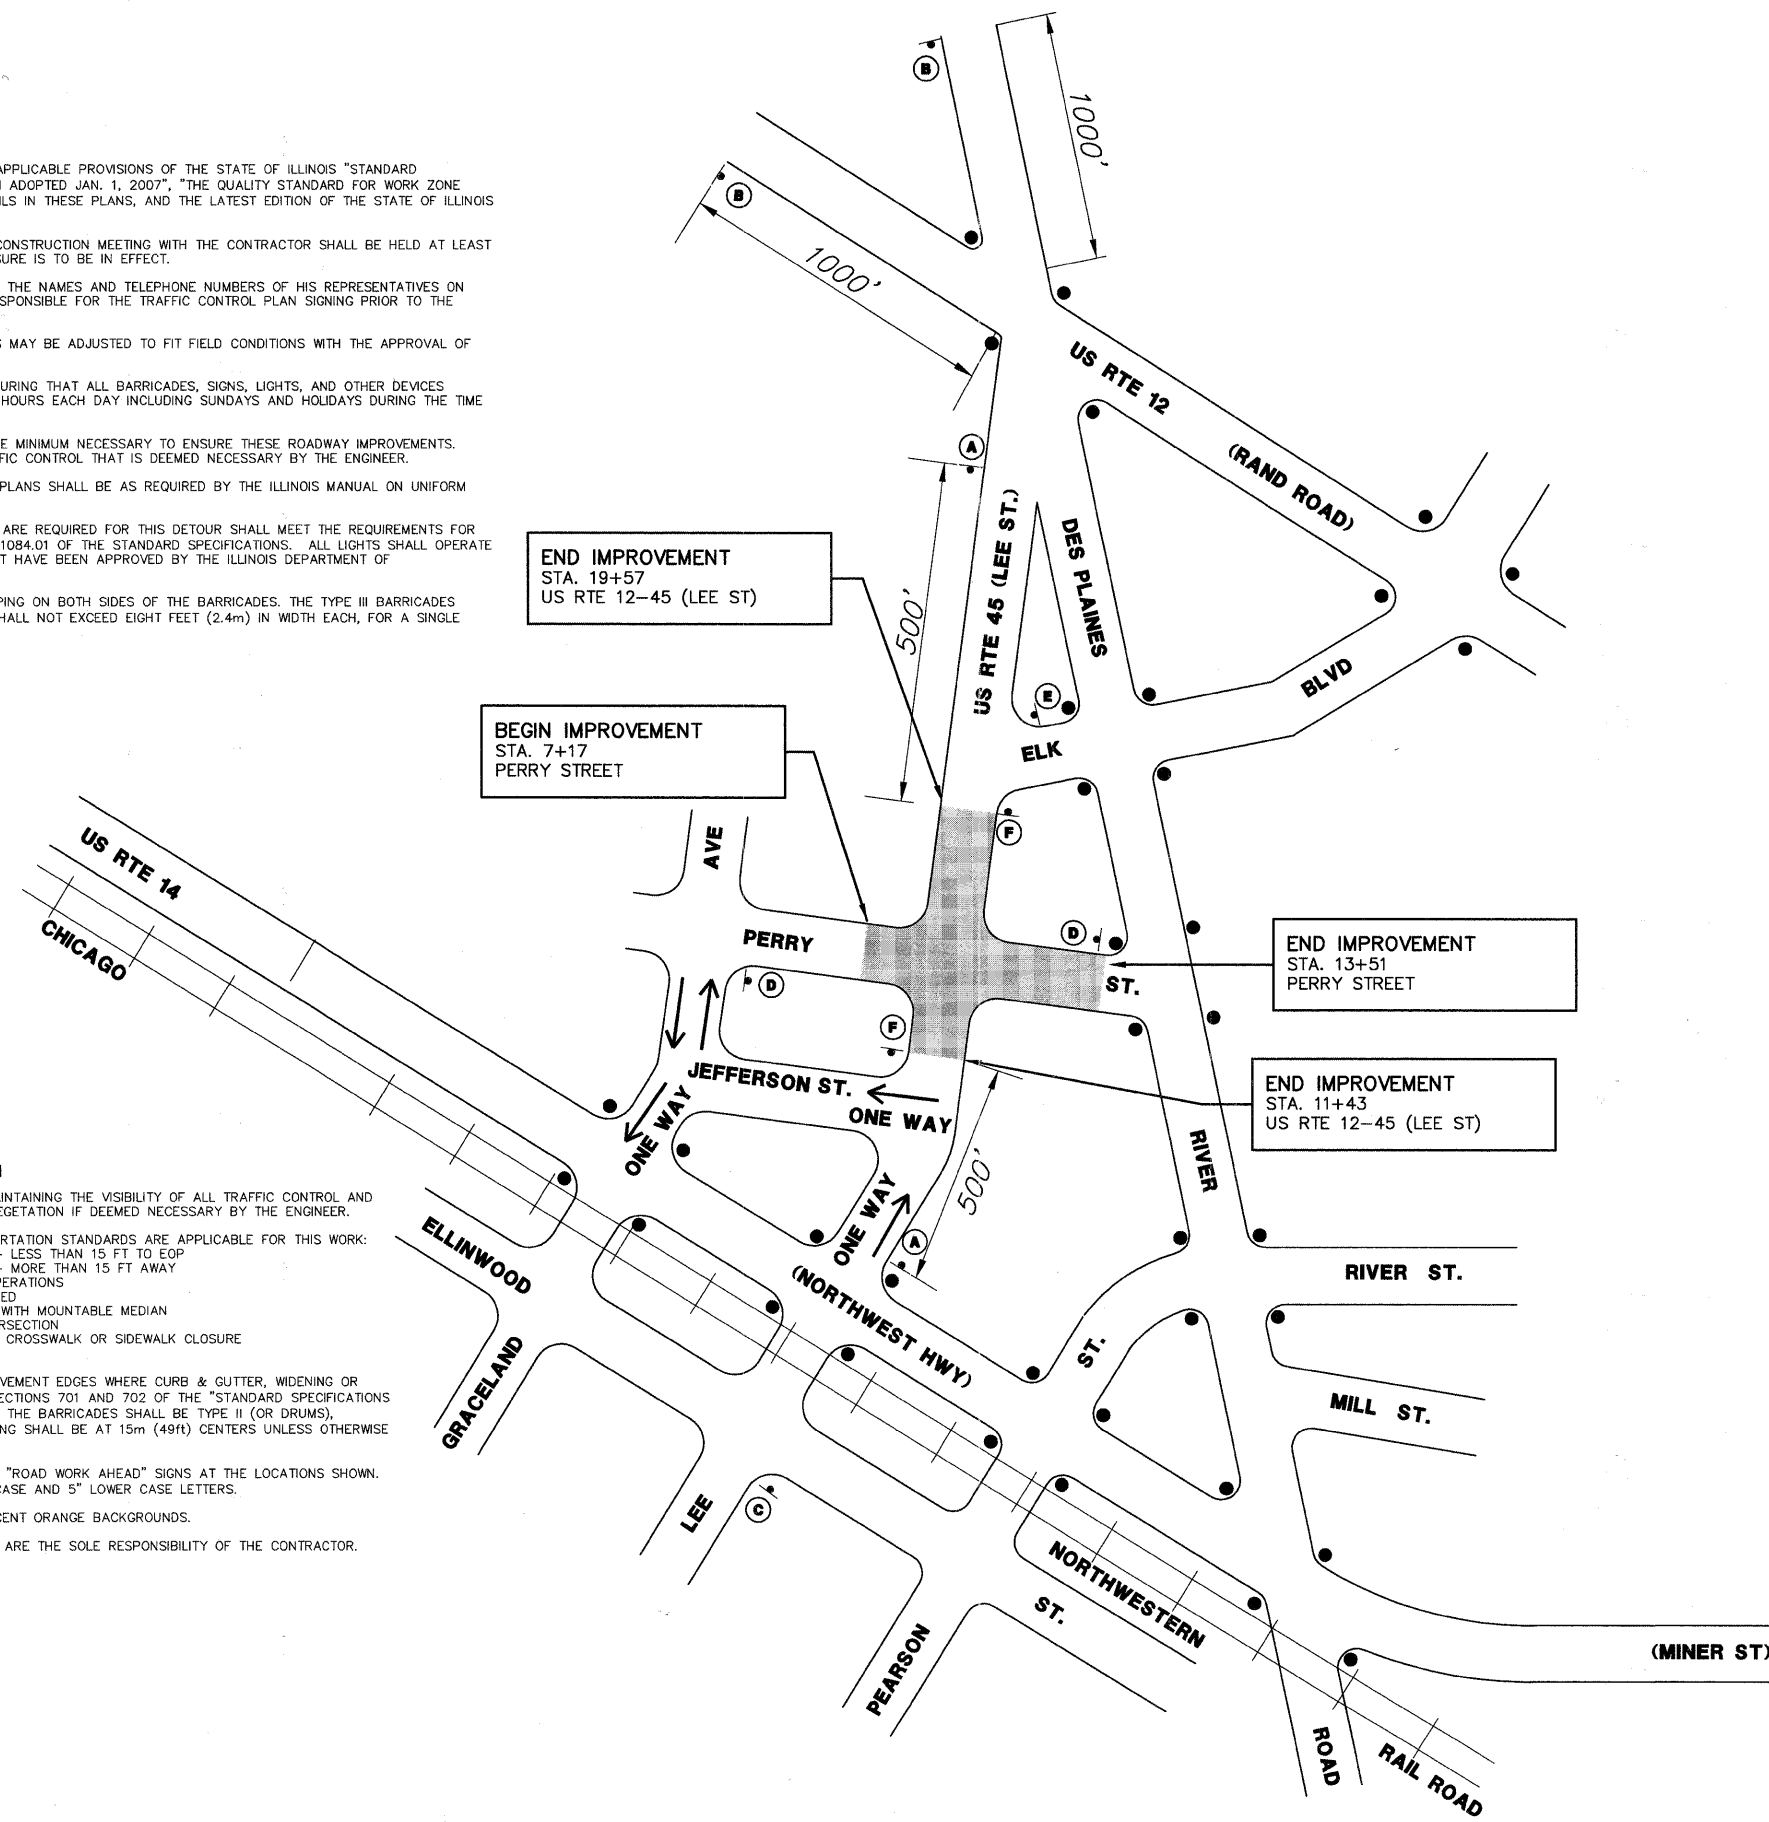 APPLICABLE PROVISIONS OF THE STATE OF ILLINOIS "STANDARD
ADOPTED JAN. 1, 2007", "THE QUALITY STANDARD FOR WORK ZONE
ILS IN THESE PLANS, AND THE LATEST EDITION OF THE STATE OF ILLINOIS
CONSTRUCTION MEETING WITH THE CONTRACTOR SHALL BE HELD AT LEAST
SURE IS TO BE IN EFFECT.
THE NAMES AND TELEPHONE NUMBERS OF HIS REPRESENTATIVES ON
SPONSIBLE FOR THE TRAFFIC CONTROL PLAN SIGNING PRIOR TO THE
S MAY BE ADJUSTED TO FIT FIELD CONDITIONS WITH THE APPROVAL OF
URING THAT ALL BARRICADES, SIGNS, LIGHTS, AND OTHER DEVICES
HOURS EACH DAY INCLUDING SUNDAYS AND HOLIDAYS DURING THE TIME
E MINIMUM NECESSARY TO ENSURE THESE ROADWAY IMPROVEMENTS.
FIC CONTROL THAT IS DEEMED NECESSARY BY THE ENGINEER.
PLANS SHALL BE AS REQUIRED BY THE ILLINOIS MANUAL ON UNIFORM
ARE REQUIRED FOR THIS DETOUR SHALL MEET THE REQUIREMENTS FOR
1084.01 OF THE STANDARD SPECIFICATIONS. ALL LIGHTS SHALL OPERATE
T HAVE BEEN APPROVED BY THE ILLINOIS DEPARTMENT OF
PING ON BOTH SIDES OF THE BARRICADES. THE TYPE III BARRICADES
HALL NOT EXCEED EIGHT FEET (2.4m) IN WIDTH EACH, FOR A SINGLE
B
1000'
B
1000'
US RTE 12
(RAND ROAD)
A
500'
US RTE 45 (LEE ST.)
DES PLAINES
END IMPROVEMENT
STA. 19+57
US RTE 12-45 (LEE ST)
E
BLVD
ELK
BEGIN IMPROVEMENT
STA. 7+17
PERRY STREET
F
AVE
US RTE 14
CHICAGO
PERRY
D
ST.
END IMPROVEMENT
STA. 13+51
PERRY STREET
D
F
JEFFERSON ST.
ONE WAY
ONE WAY
END IMPROVEMENT
STA. 11+43
US RTE 12-45 (LEE ST)
500'
RIVER
ONE WAY
A
INTAINING THE VISIBILITY OF ALL TRAFFIC CONTROL AND
EGETATION IF DEEMED NECESSARY BY THE ENGINEER.
RTATION STANDARDS ARE APPLICABLE FOR THIS WORK:
- LESS THAN 15 FT TO EOP
- MORE THAN 15 FT AWAY
PERATIONS
ED
WITH MOUNTABLE MEDIAN
RSECTION
CROSSWALK OR SIDEWALK CLOSURE
VEMENT EDGES WHERE CURB & GUTTER, WIDENING OR
ECTIONS 701 AND 702 OF THE "STANDARD SPECIFICATIONS
THE BARRICADES SHALL BE TYPE II (OR DRUMS),
NG SHALL BE AT 15m (49ft) CENTERS UNLESS OTHERWISE
"ROAD WORK AHEAD" SIGNS AT THE LOCATIONS SHOWN.
CASE AND 5" LOWER CASE LETTERS.
CENT ORANGE BACKGROUNDS.
ARE THE SOLE RESPONSIBILITY OF THE CONTRACTOR.
ELLINWOOD
GRACELAND
(NORTHWEST HWY)
RIVER ST.
ST.
MILL ST.
LEE
C
NORTHWESTERN
ST.
PEARSON
(MINER ST)
ROAD
RAIL ROAD